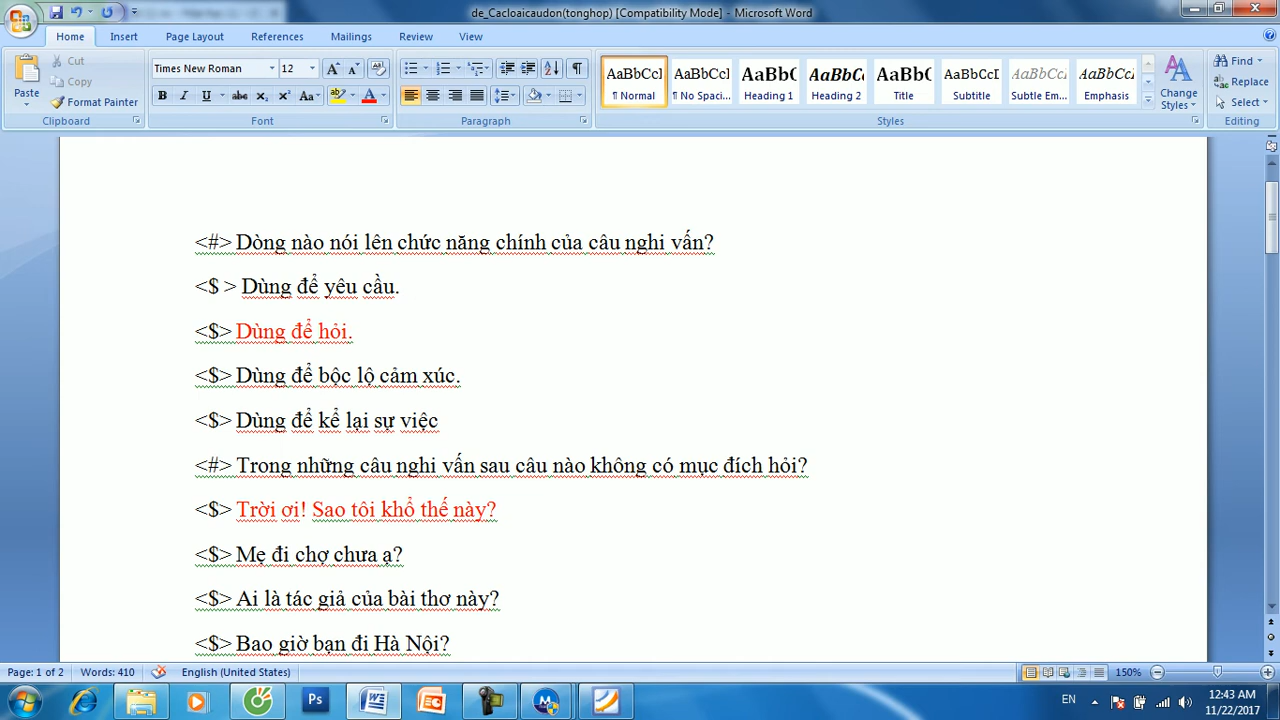 de_Cacloaicaudon(tonghop) [Compatibility Mode] - Microsoft Word
Home Insert Page Layout References Mailings Review View
Paste
Cut
Copy
Format Painter
Clipboard
Times New Roman 12
B I U abc x₂ x² Aa
Font
Paragraph
AaBbCcI AaBbCcI AaBbC AaBbCc AaBbC AaBbCcI AaBbCcI AaBbCcI
¶ Normal ¶ No Spaci... Heading 1 Heading 2 Title Subtitle Subtle Em... Emphasis
Styles
Change Styles
Find
Replace
Select
Editing
<#> Dòng nào nói lên chức năng chính của câu nghi vấn?
<$ > Dùng để yêu cầu.
<$> Dùng để hỏi.
<$> Dùng để bộc lộ cảm xúc.
<$> Dùng để kể lại sự việc
<#> Trong những câu nghi vấn sau câu nào không có mục đích hỏi?
<$> Trời ơi! Sao tôi khổ thế này?
<$> Mẹ đi chợ chưa ạ?
<$> Ai là tác giả của bài thơ này?
<$> Bao giờ bạn đi Hà Nội?
Page: 1 of 2 Words: 410 English (United States) 150%
Ps EN 12:43 AM
11/22/2017